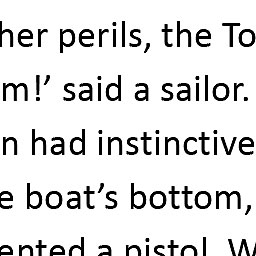 her perils, the To
m!’ said a sailor.
n had instinctive
e boat’s bottom,
ented a pistol. W